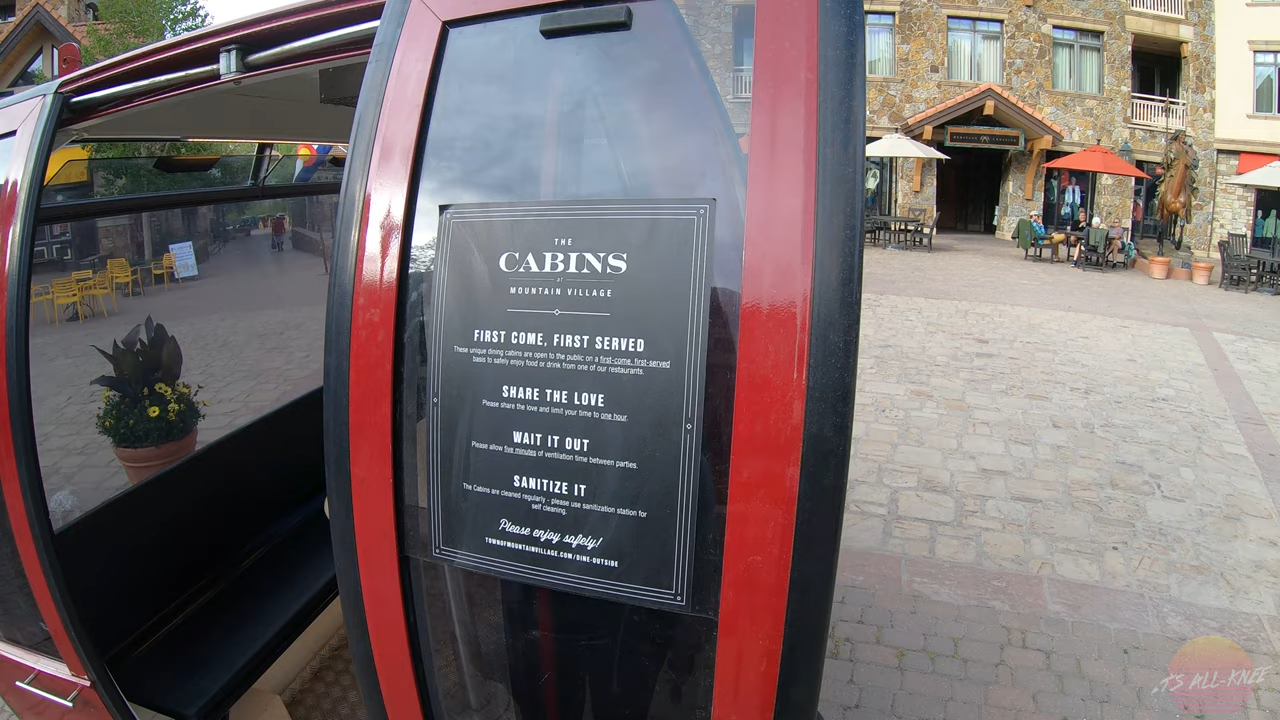 THE
CABINS
at
MOUNTAIN VILLAGE
FIRST COME, FIRST SERVED
These unique dining cabins are open to the public on a first-come, first-served
basis to safely enjoy food or drink from one of our restaurants.
SHARE THE LOVE
Please share the love and limit your time to one hour.
WAIT IT OUT
Please allow five minutes of ventilation time between parties.
SANITIZE IT
The Cabins are cleaned regularly - please use sanitization station for
self cleaning.
Please enjoy safely!
TOWNOFMOUNTAINVILLAGE.COM/DINE-OUTSIDE